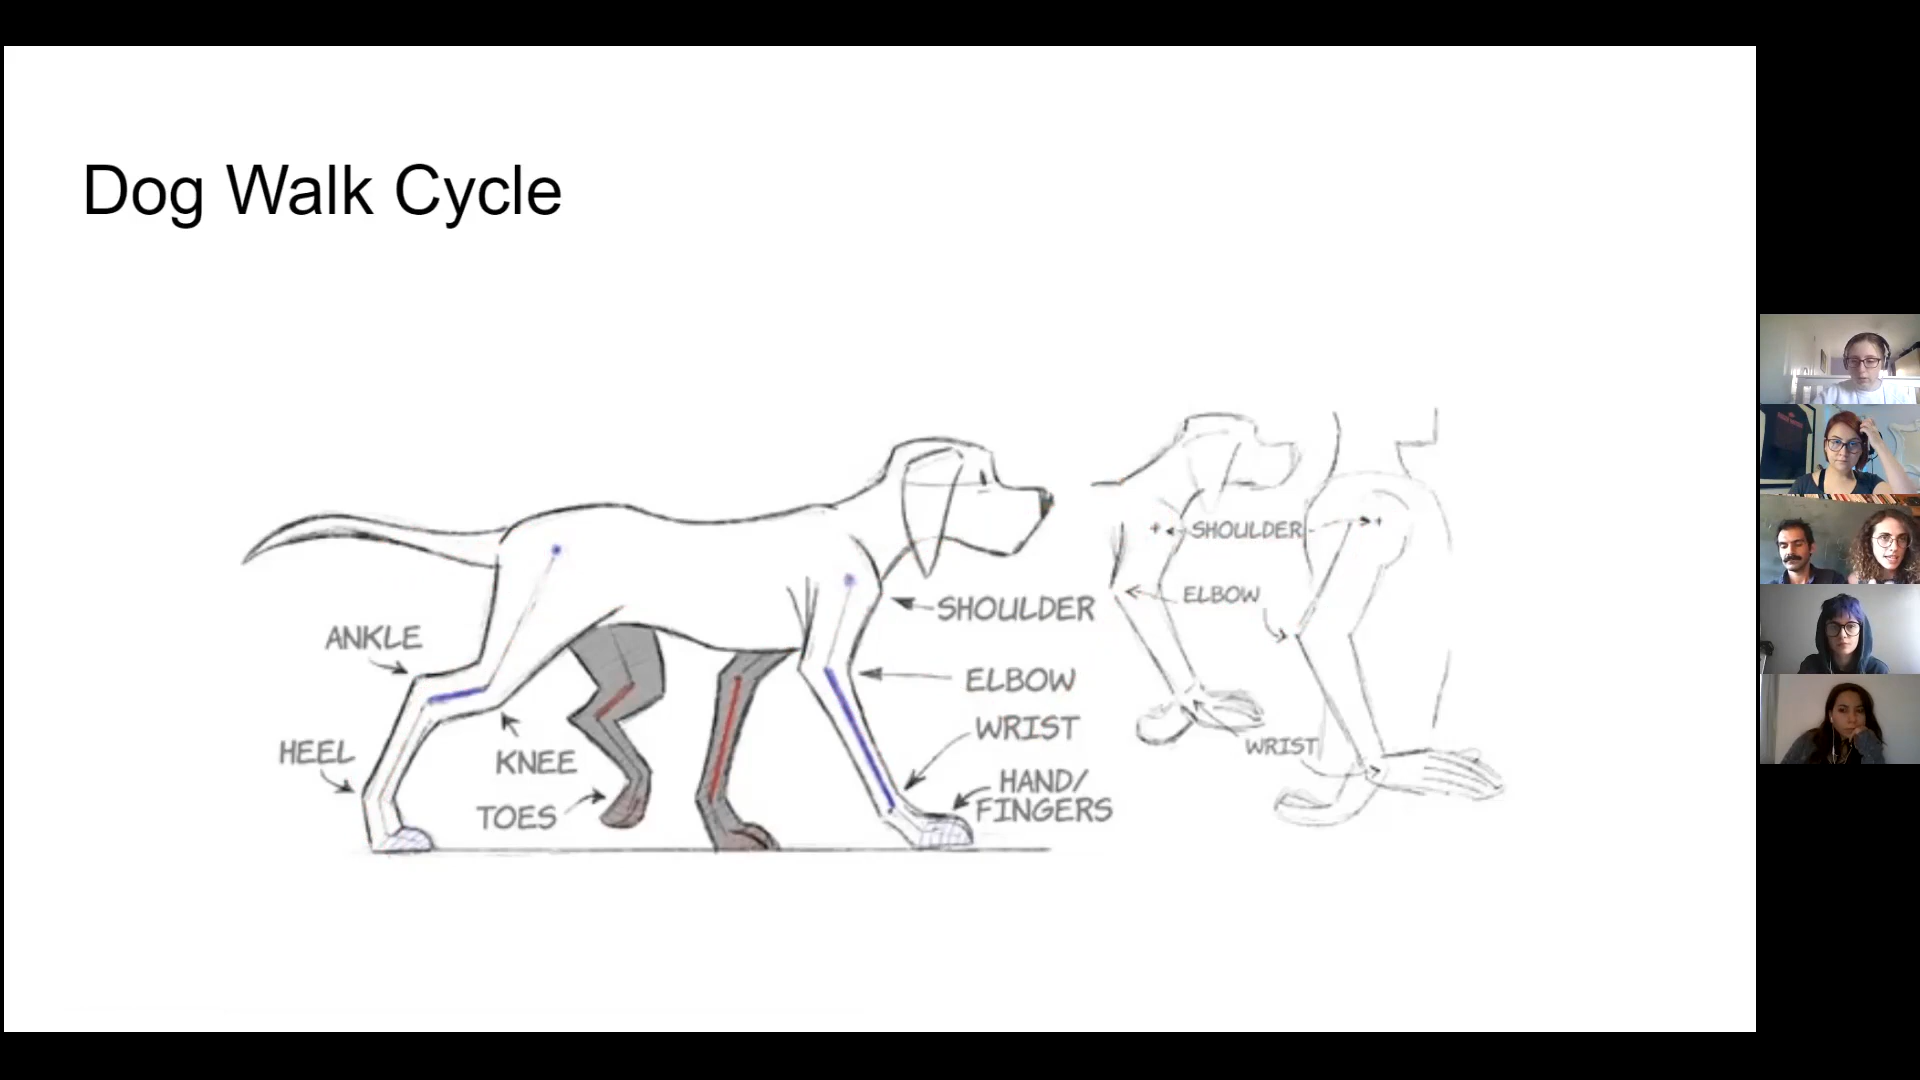 Dog Walk Cycle
SHOULDER
ELBOW
SHOULDER
ANKLE
ELBOW
WRIST
HEEL
KNEE
WRIST
TOES
HAND/
FINGERS